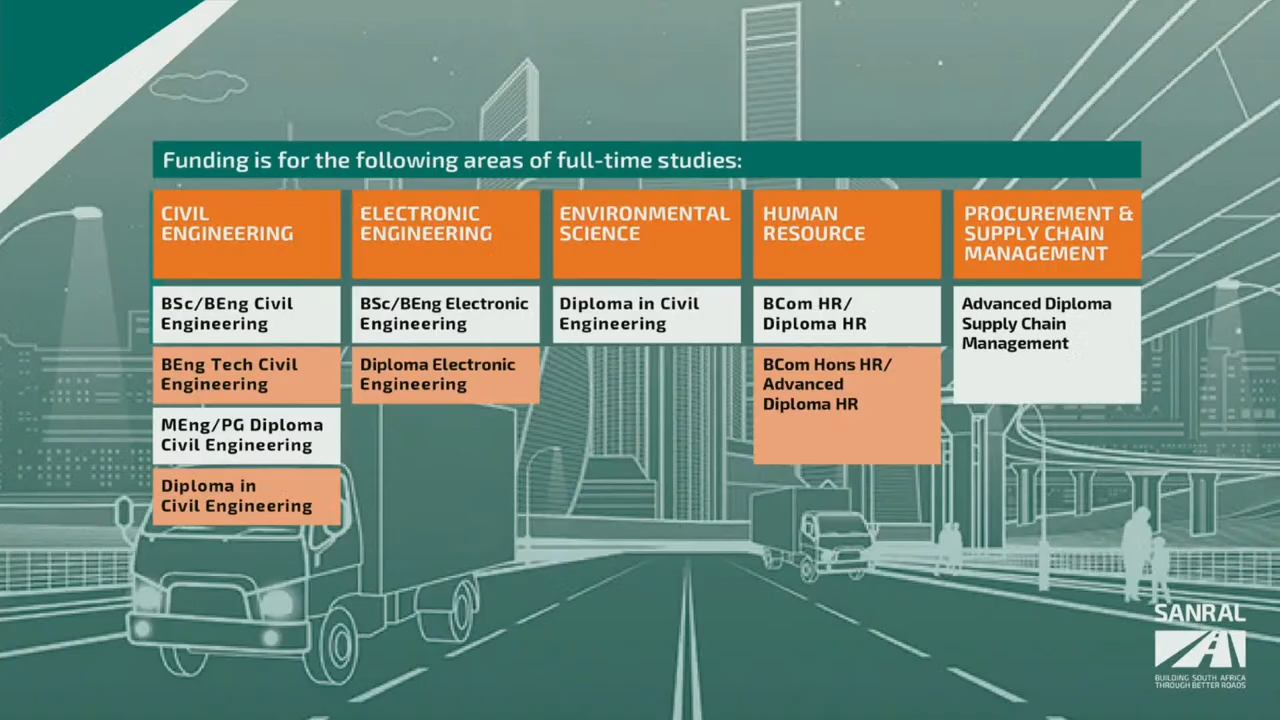 Funding is for the following areas of full-time studies:
CIVIL
ENGINEERING
BSc/BEng Civil
Engineering
BEng Tech Civil
Engineering
MEng/PG Diploma
Civil Engineering
Diploma in
Civil Engineering
ELECTRONIC
ENGINEERING
BSc/BEng Electronic
Engineering
Diploma Electronic
Engineering
ENVIRONMENTAL
SCIENCE
Diploma in Civil
Engineering
HUMAN
RESOURCE
BCom HR/
Diploma HR
BCom Hons HR/
Advanced
Diploma HR
PROCUREMENT &
SUPPLY CHAIN
MANAGEMENT
Advanced Diploma
Supply Chain
Management
SANRAL
BUILDING SOUTH AFRICA
THROUGH BETTER ROADS